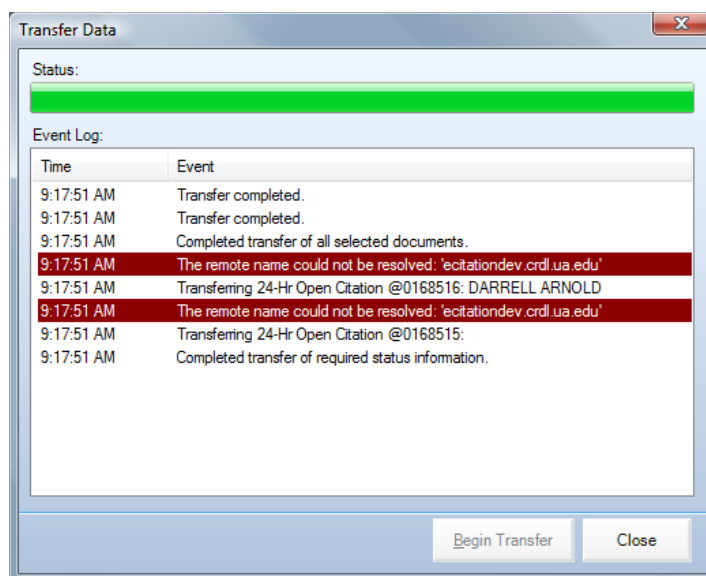 Transfer Data
Status:
Event Log:
Time Event
9:17:51 AM Transfer completed.
9:17:51 AM Transfer completed.
9:17:51 AM Completed transfer of all selected documents.
9:17:51 AM The remote name could not be resolved: 'ecitationdev.crdl.ua.edu'
9:17:51 AM Transferring 24-Hr Open Citation @0168516: DARRELL ARNOLD
9:17:51 AM The remote name could not be resolved: 'ecitationdev.crdl.ua.edu'
9:17:51 AM Transferring 24-Hr Open Citation @0168515:
9:17:51 AM Completed transfer of required status information.
Begin Transfer Close